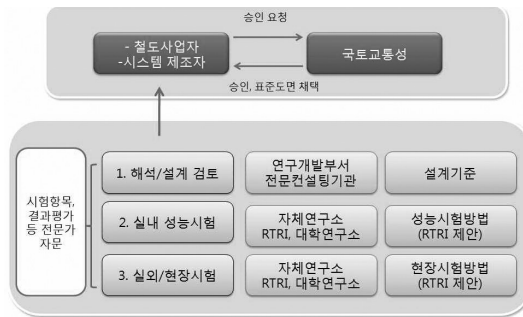 승인 요청
- 철도사업자
-시스템 제조자
국토교통성
승인, 표준도면 채택
시험항목,
결과평가
등 전문가
자문
1. 해석/설계 검토
연구개발부서
전문컨설팅기관
설계기준
2. 실내 성능시험
자체연구소
RTRI, 대학연구소
성능시험방법
(RTRI 제안)
3. 실외/현장시험
자체연구소
RTRI, 대학연구소
현장시험방법
(RTRI 제안)